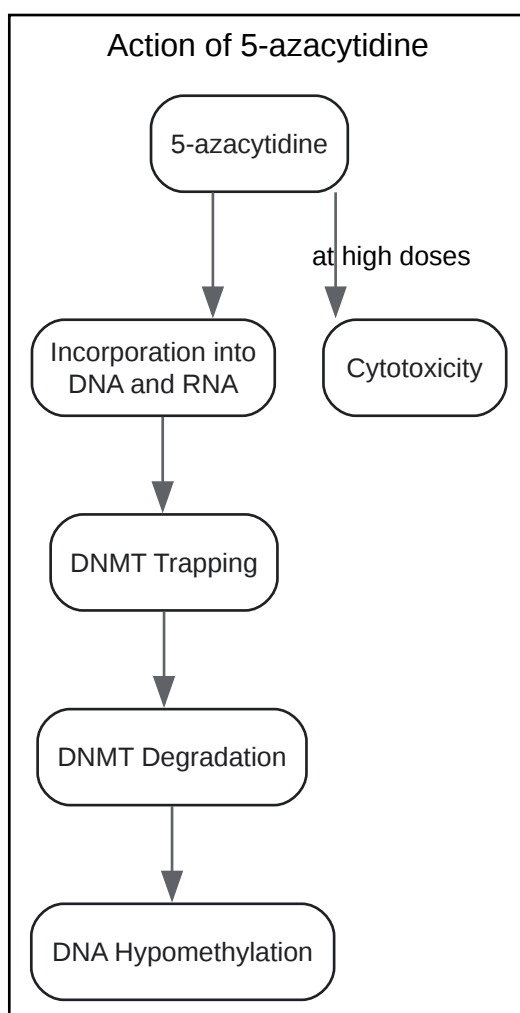 Action of 5-azacytidine
5-azacytidine
at high doses
Incorporation into
DNA and RNA
Cytotoxicity
DNMT Trapping
DNMT Degradation
DNA Hypomethylation